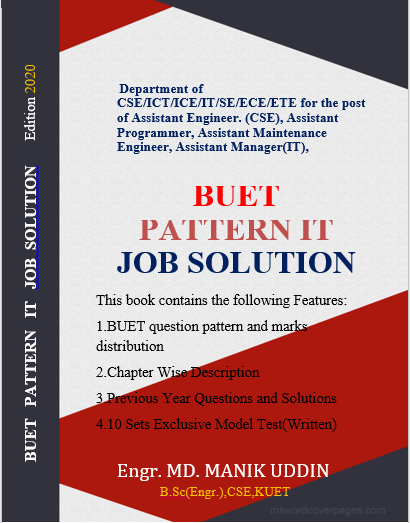 BUET PATTERN IT JOB SOLUTION Edition 2020
Department of
CSE/ICT/ICE/IT/SE/ECE/ETE for the post
of Assistant Engineer. (CSE), Assistant
Programmer, Assistant Maintenance
Engineer, Assistant Manager(IT),
BUET
PATTERN IT
JOB SOLUTION
This book contains the following Features:
1.BUET question pattern and marks
distribution
2.Chapter Wise Description
3.Previous Year Questions and Solutions
4.10 Sets Exclusive Model Test(Written)
Engr. MD. MANIK UDDIN
B.Sc(Engr.),CSE,KUET
mswordcoverpages.com